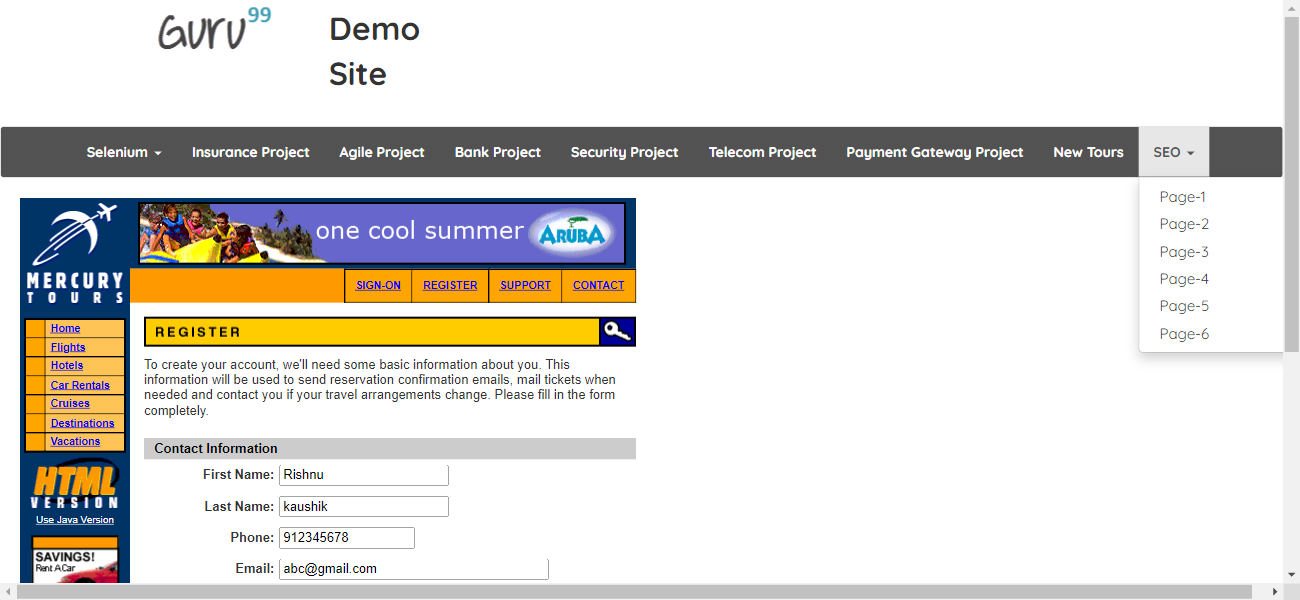 Guru99
Demo
Site
Selenium
Insurance Project
Agile Project
Bank Project
Security Project
Telecom Project
Payment Gateway Project
New Tours
SEO
Page-1
Page-2
Page-3
Page-4
Page-5
Page-6
MERCURY
TOURS
one cool summer
ARUBA
SIGN-ON
REGISTER
SUPPORT
CONTACT
Home
Flights
Hotels
Car Rentals
Cruises
Destinations
Vacations
HTML
VERSION
Use Java Version
SAVINGS!
Rent A Car
REGISTER
To create your account, we'll need some basic information about you. This
information will be used to send reservation confirmation emails, mail tickets when
needed and contact you if your travel arrangements change. Please fill in the form
completely.
Contact Information
First Name: Rishnu
Last Name: kaushik
Phone: 912345678
Email: abc@gmail.com